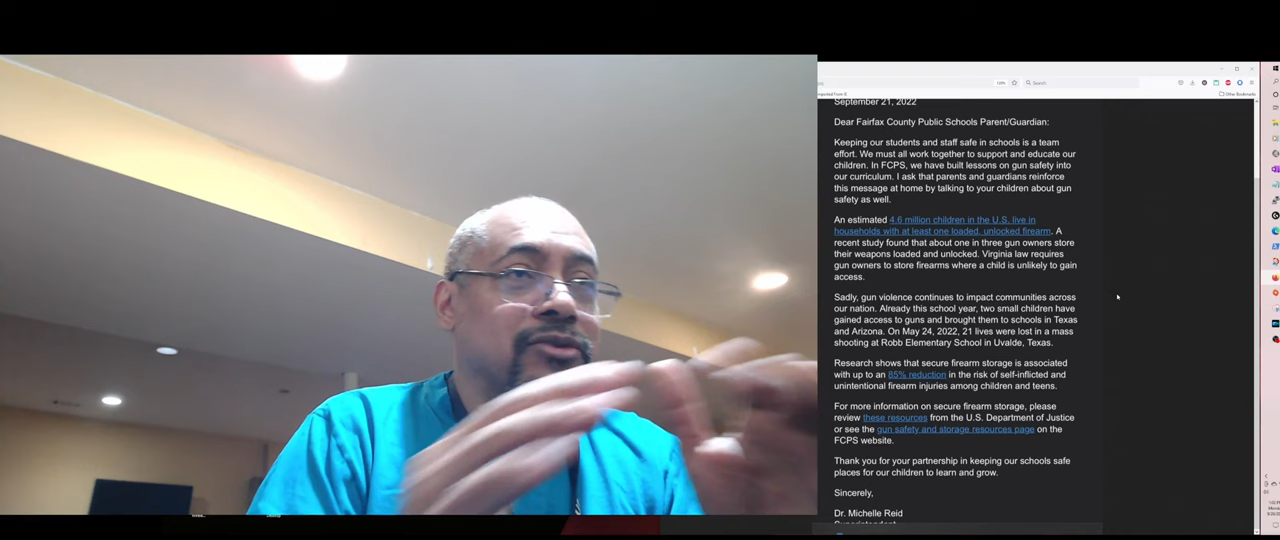 Search
Other Bookmarks
September 21, 2022
Dear Fairfax County Public Schools Parent/Guardian:
Keeping our students and staff safe in schools is a team
effort. We must all work together to support and educate our
children. In FCPS, we have built lessons on gun safety into
our curriculum. I ask that parents and guardians reinforce
this message at home by talking to your children about gun
safety as well.
An estimated 4.6 million children in the U.S. live in
households with at least one loaded, unlocked firearm. A
recent study found that about one in three gun owners store
their weapons loaded and unlocked. Virginia law requires
gun owners to store firearms where a child is unlikely to gain
access.
Sadly, gun violence continues to impact communities across
our nation. Already this school year, two small children have
gained access to guns and brought them to schools in Texas
and Arizona. On May 24, 2022, 21 lives were lost in a mass
shooting at Robb Elementary School in Uvalde, Texas.
Research shows that secure firearm storage is associated
with up to an 85% reduction in the risk of self-inflicted and
unintentional firearm injuries among children and teens.
For more information on secure firearm storage, please
review these resources from the U.S. Department of Justice
or see the gun safety and storage resources page on the
FCPS website.
Thank you for your partnership in keeping our schools safe
places for our children to learn and grow.
Sincerely,
Dr. Michelle Reid
Superintendent